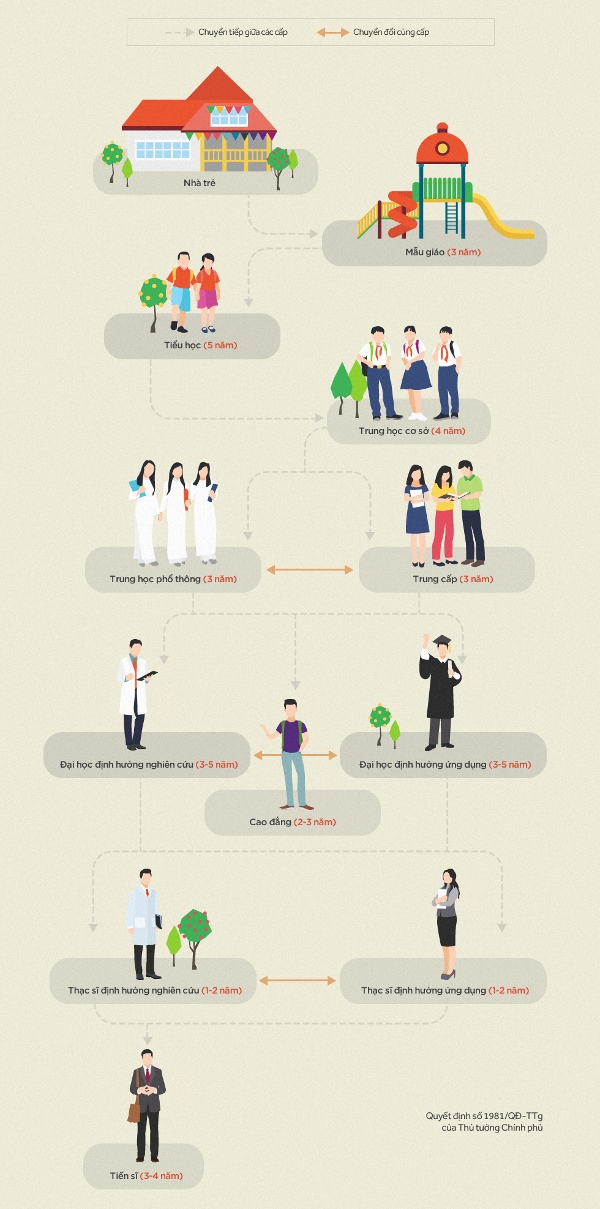 Chuyển tiếp giữa các cấp
Chuyển đổi cùng cấp
Nhà trẻ
Mẫu giáo (3 năm)
Tiểu học (5 năm)
Trung học cơ sở (4 năm)
Trung học phổ thông (3 năm)
Trung cấp (3 năm)
Đại học định hướng nghiên cứu (3-5 năm)
Đại học định hướng ứng dụng (3-5 năm)
Cao đẳng (2-3 năm)
Thạc sĩ định hướng nghiên cứu (1-2 năm)
Thạc sĩ định hướng ứng dụng (1-2 năm)
Quyết định số 1981/QĐ-TTg
của Thủ tướng Chính phủ
Tiến sĩ (3-4 năm)